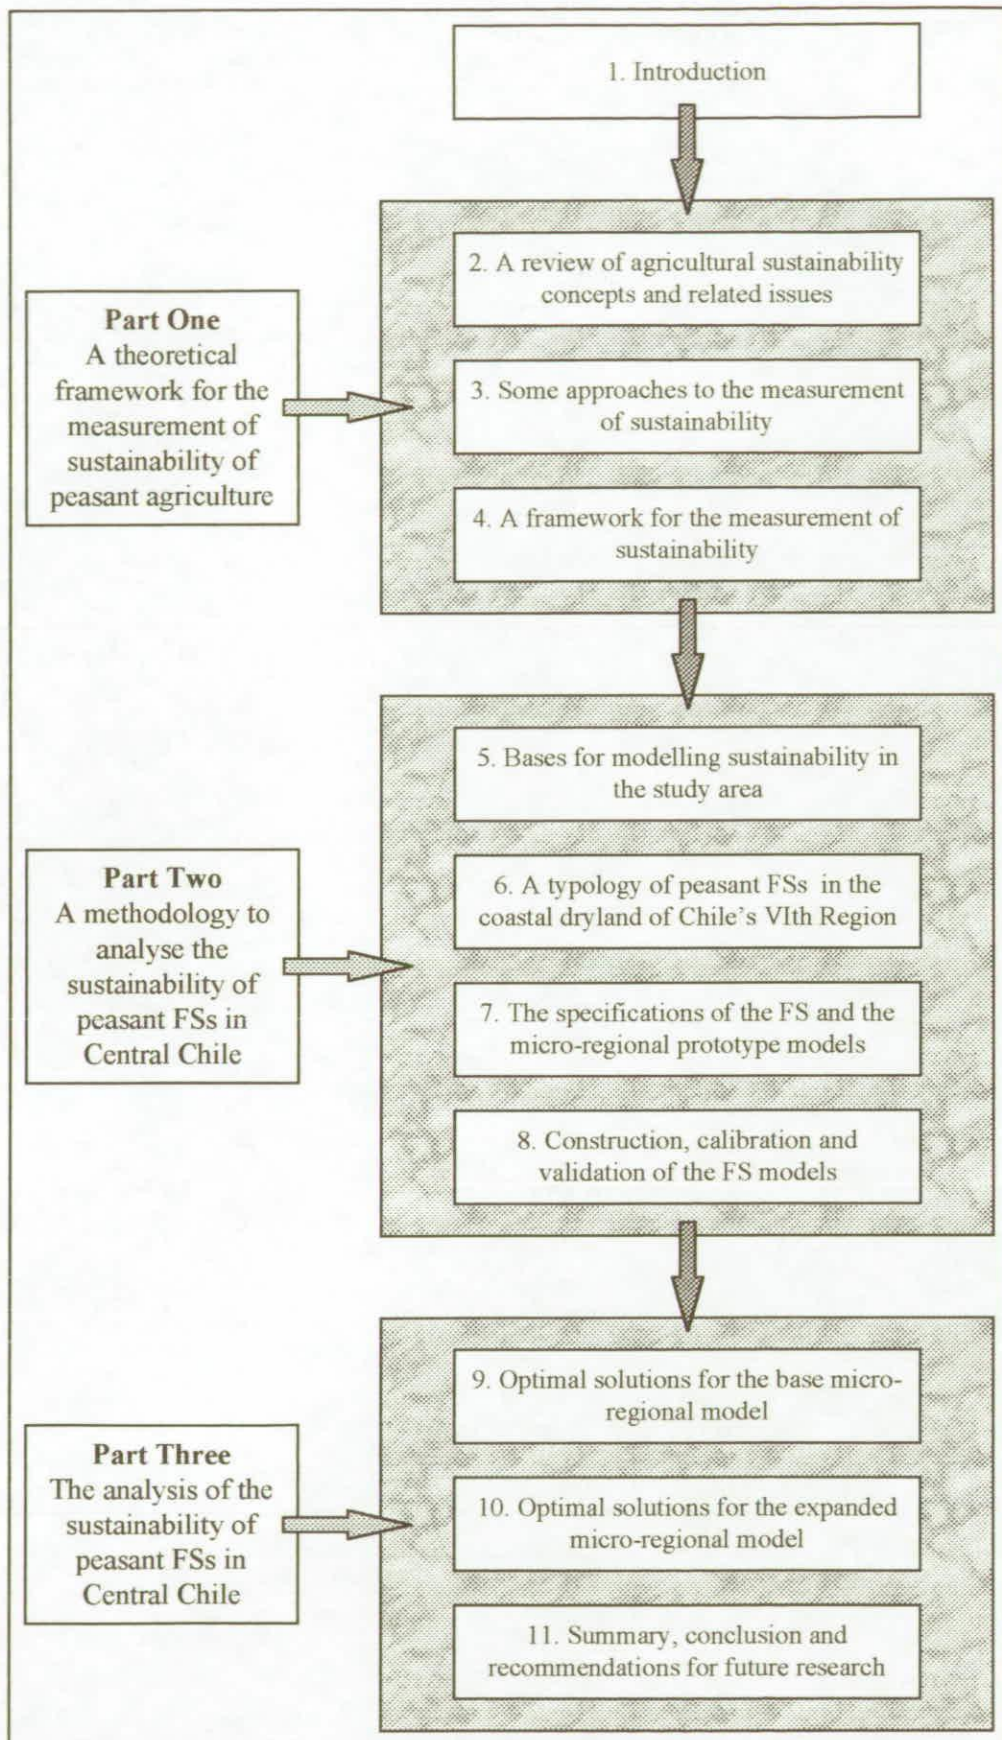 1. Introduction
Part One
A theoretical
framework for the
measurement of
sustainability of
peasant agriculture
2. A review of agricultural sustainability
concepts and related issues
3. Some approaches to the measurement
of sustainability
4. A framework for the measurement of
sustainability
Part Two
A methodology to
analyse the
sustainability of
peasant FSs in
Central Chile
5. Bases for modelling sustainability in
the study area
6. A typology of peasant FSs in the
coastal dryland of Chile's VIth Region
7. The specifications of the FS and the
micro-regional prototype models
8. Construction, calibration and
validation of the FS models
Part Three
The analysis of the
sustainability of
peasant FSs in
Central Chile
9. Optimal solutions for the base micro-
regional model
10. Optimal solutions for the expanded
micro-regional model
11. Summary, conclusion and
recommendations for future research